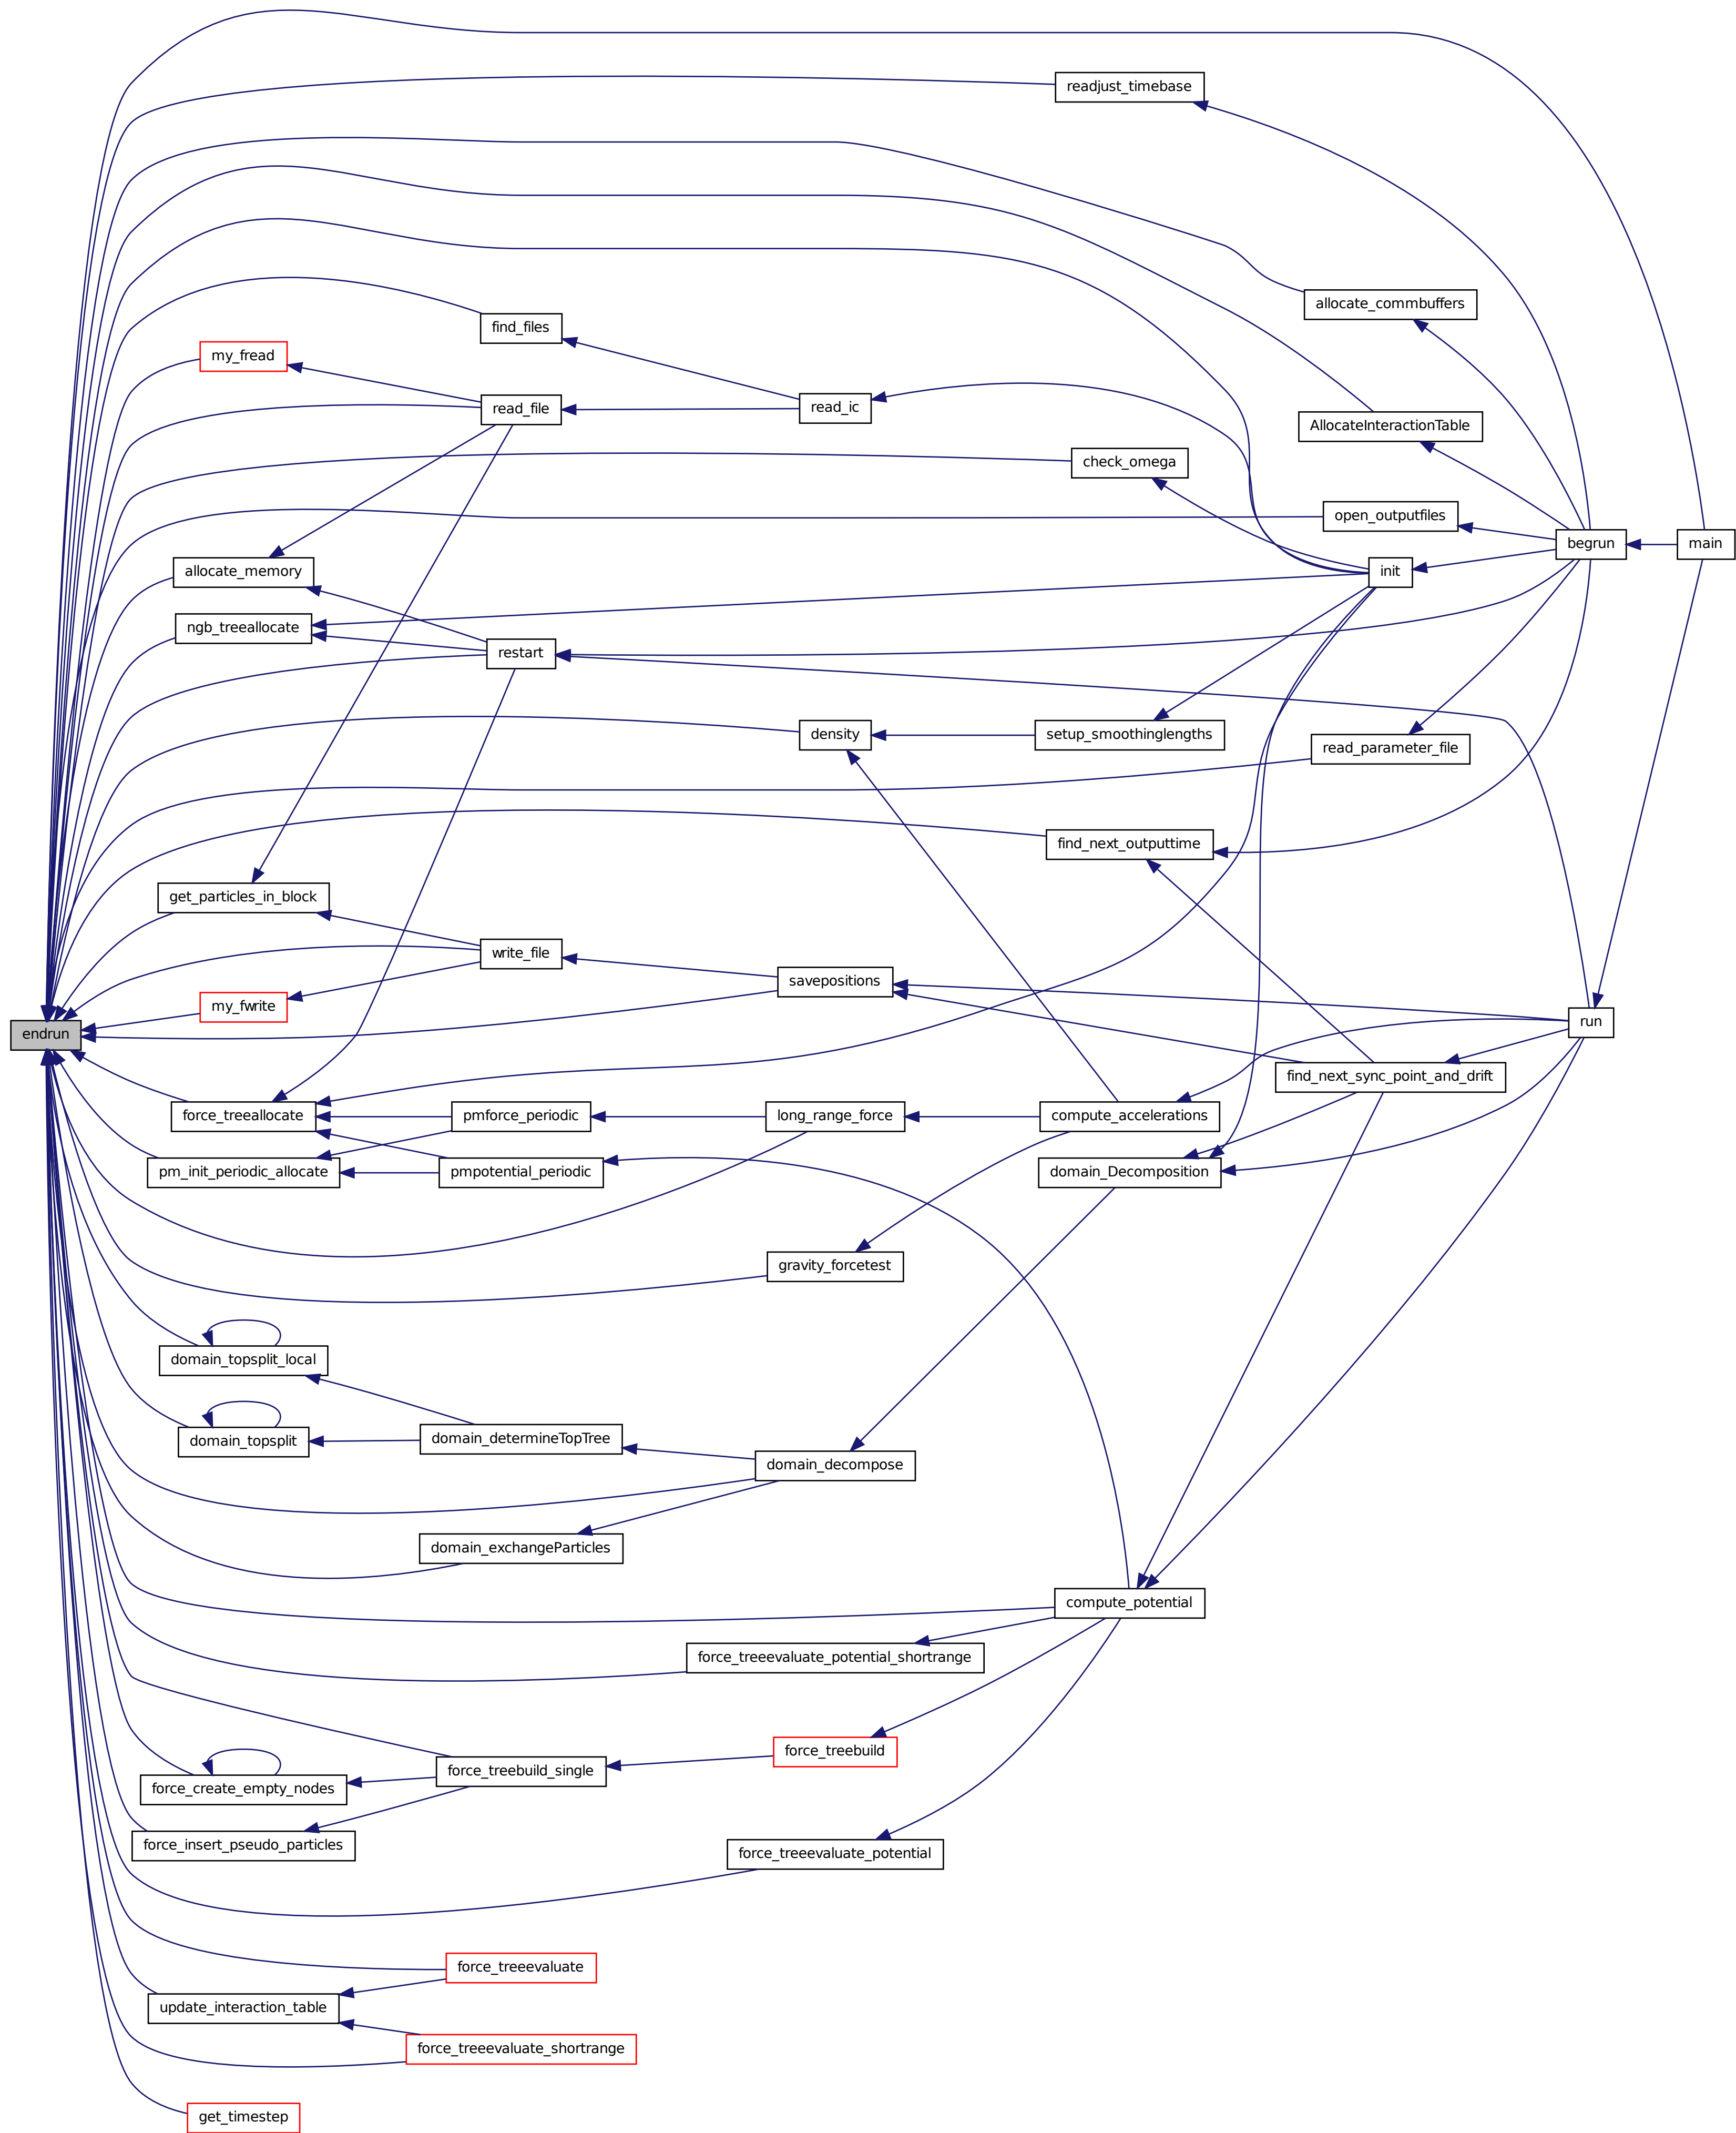 readjust_timebase
allocate_commbuffers
find_files
my_fread
read_file
read_ic
AllocateInteractionTable
check_omega
open_outputfiles
begrun
main
allocate_memory
init
ngb_treeallocate
restart
density
setup_smoothinglengths
read_parameter_file
find_next_outputtime
get_particles_in_block
write_file
savepositions
my_fwrite
run
endrun
find_next_sync_point_and_drift
force_treeallocate
pmforce_periodic
long_range_force
compute_accelerations
pm_init_periodic_allocate
pmpotential_periodic
domain_Decomposition
gravity_forcetest
domain_topsplit_local
domain_topsplit
domain_determineTopTree
domain_decompose
domain_exchangeParticles
compute_potential
force_treeevaluate_potential_shortrange
force_treebuild
force_treebuild_single
force_create_empty_nodes
force_insert_pseudo_particles
force_treeevaluate_potential
force_treeevaluate
update_interaction_table
force_treeevaluate_shortrange
get_timestep